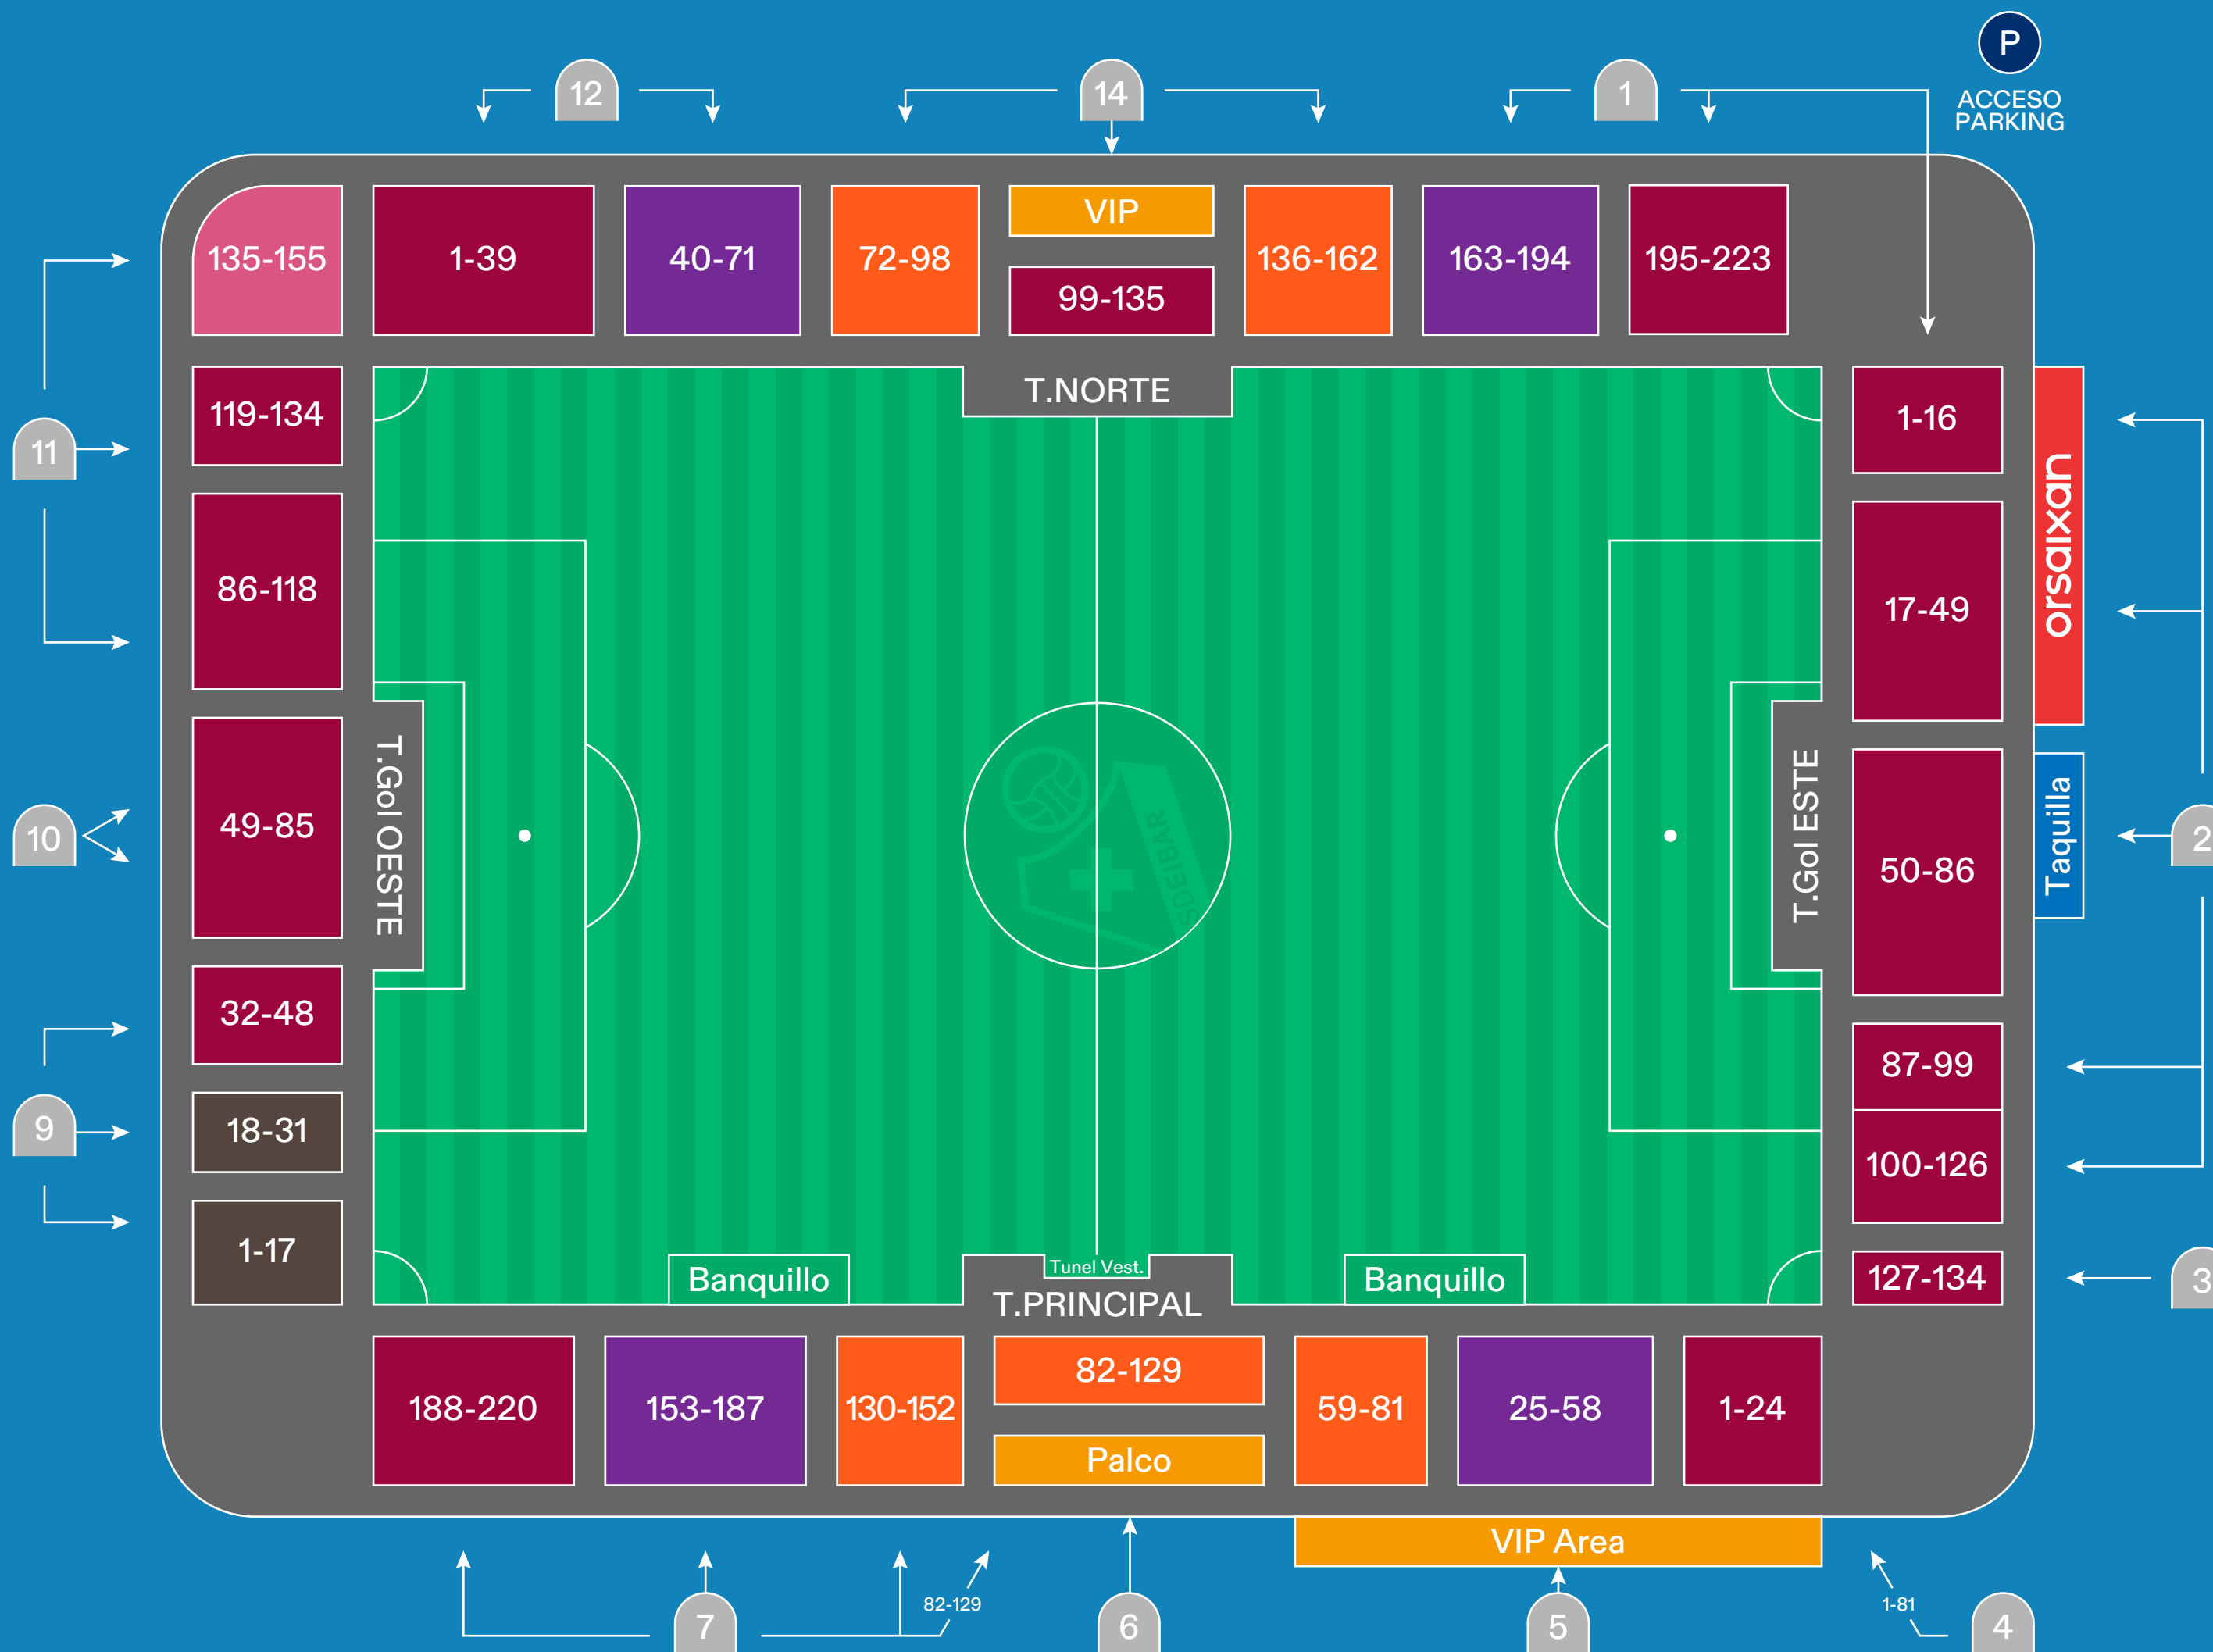 P
ACCESO
PARKING
12
14
1
135-155
1-39
40-71
72-98
VIP
99-135
136-162
163-194
195-223
T.NORTE
119-134
11
86-118
49-85
10
T.Gol OESTE
32-48
9
18-31
1-17
1-16
17-49
orsaixan
50-86
T.Gol ESTE
Taquilla
2
87-99
100-126
127-134
3
SDEIBAR
Banquillo
Tunel Vest.
T.PRINCIPAL
Banquillo
188-220
153-187
130-152
82-129
Palco
59-81
25-58
1-24
VIP Area
82-129
1-81
7
6
5
4